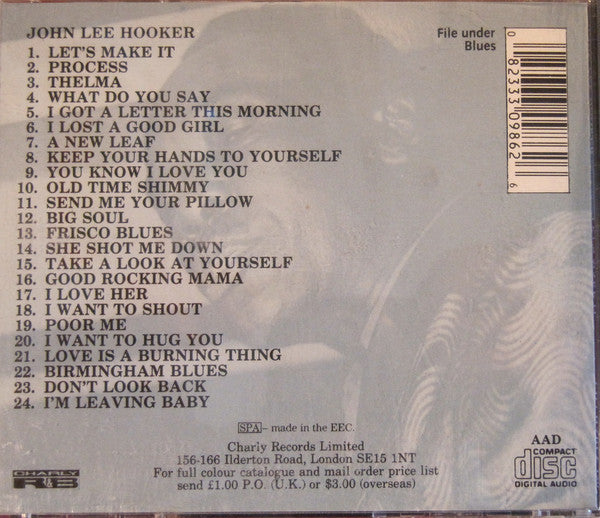 JOHN LEE HOOKER
1. LET'S MAKE IT
2. PROCESS
3. THELMA
4. WHAT DO YOU SAY
5. I GOT A LETTER THIS MORNING
6. I LOST A GOOD GIRL
7. A NEW LEAF
8. KEEP YOUR HANDS TO YOURSELF
9. YOU KNOW I LOVE YOU
10. OLD TIME SHIMMY
11. SEND ME YOUR PILLOW
12. BIG SOUL
13. FRISCO BLUES
14. SHE SHOT ME DOWN
15. TAKE A LOOK AT YOURSELF
16. GOOD ROCKING MAMA
17. I LOVE HER
18. I WANT TO SHOUT
19. POOR ME
20. I WANT TO HUG YOU
21. LOVE IS A BURNING THING
22. BIRMINGHAM BLUES
23. DON'T LOOK BACK
24. I'M LEAVING BABY
File under
Blues
0 82333 09862 6
SPA – made in the EEC.
Charly Records Limited
156-166 Ilderton Road, London SE15 1NT
For full colour catalogue and mail order price list
send £1.00 P.O. (U.K.) or $3.00 (overseas)
CHARLY
R&B
AAD
COMPACT
disc
DIGITAL AUDIO